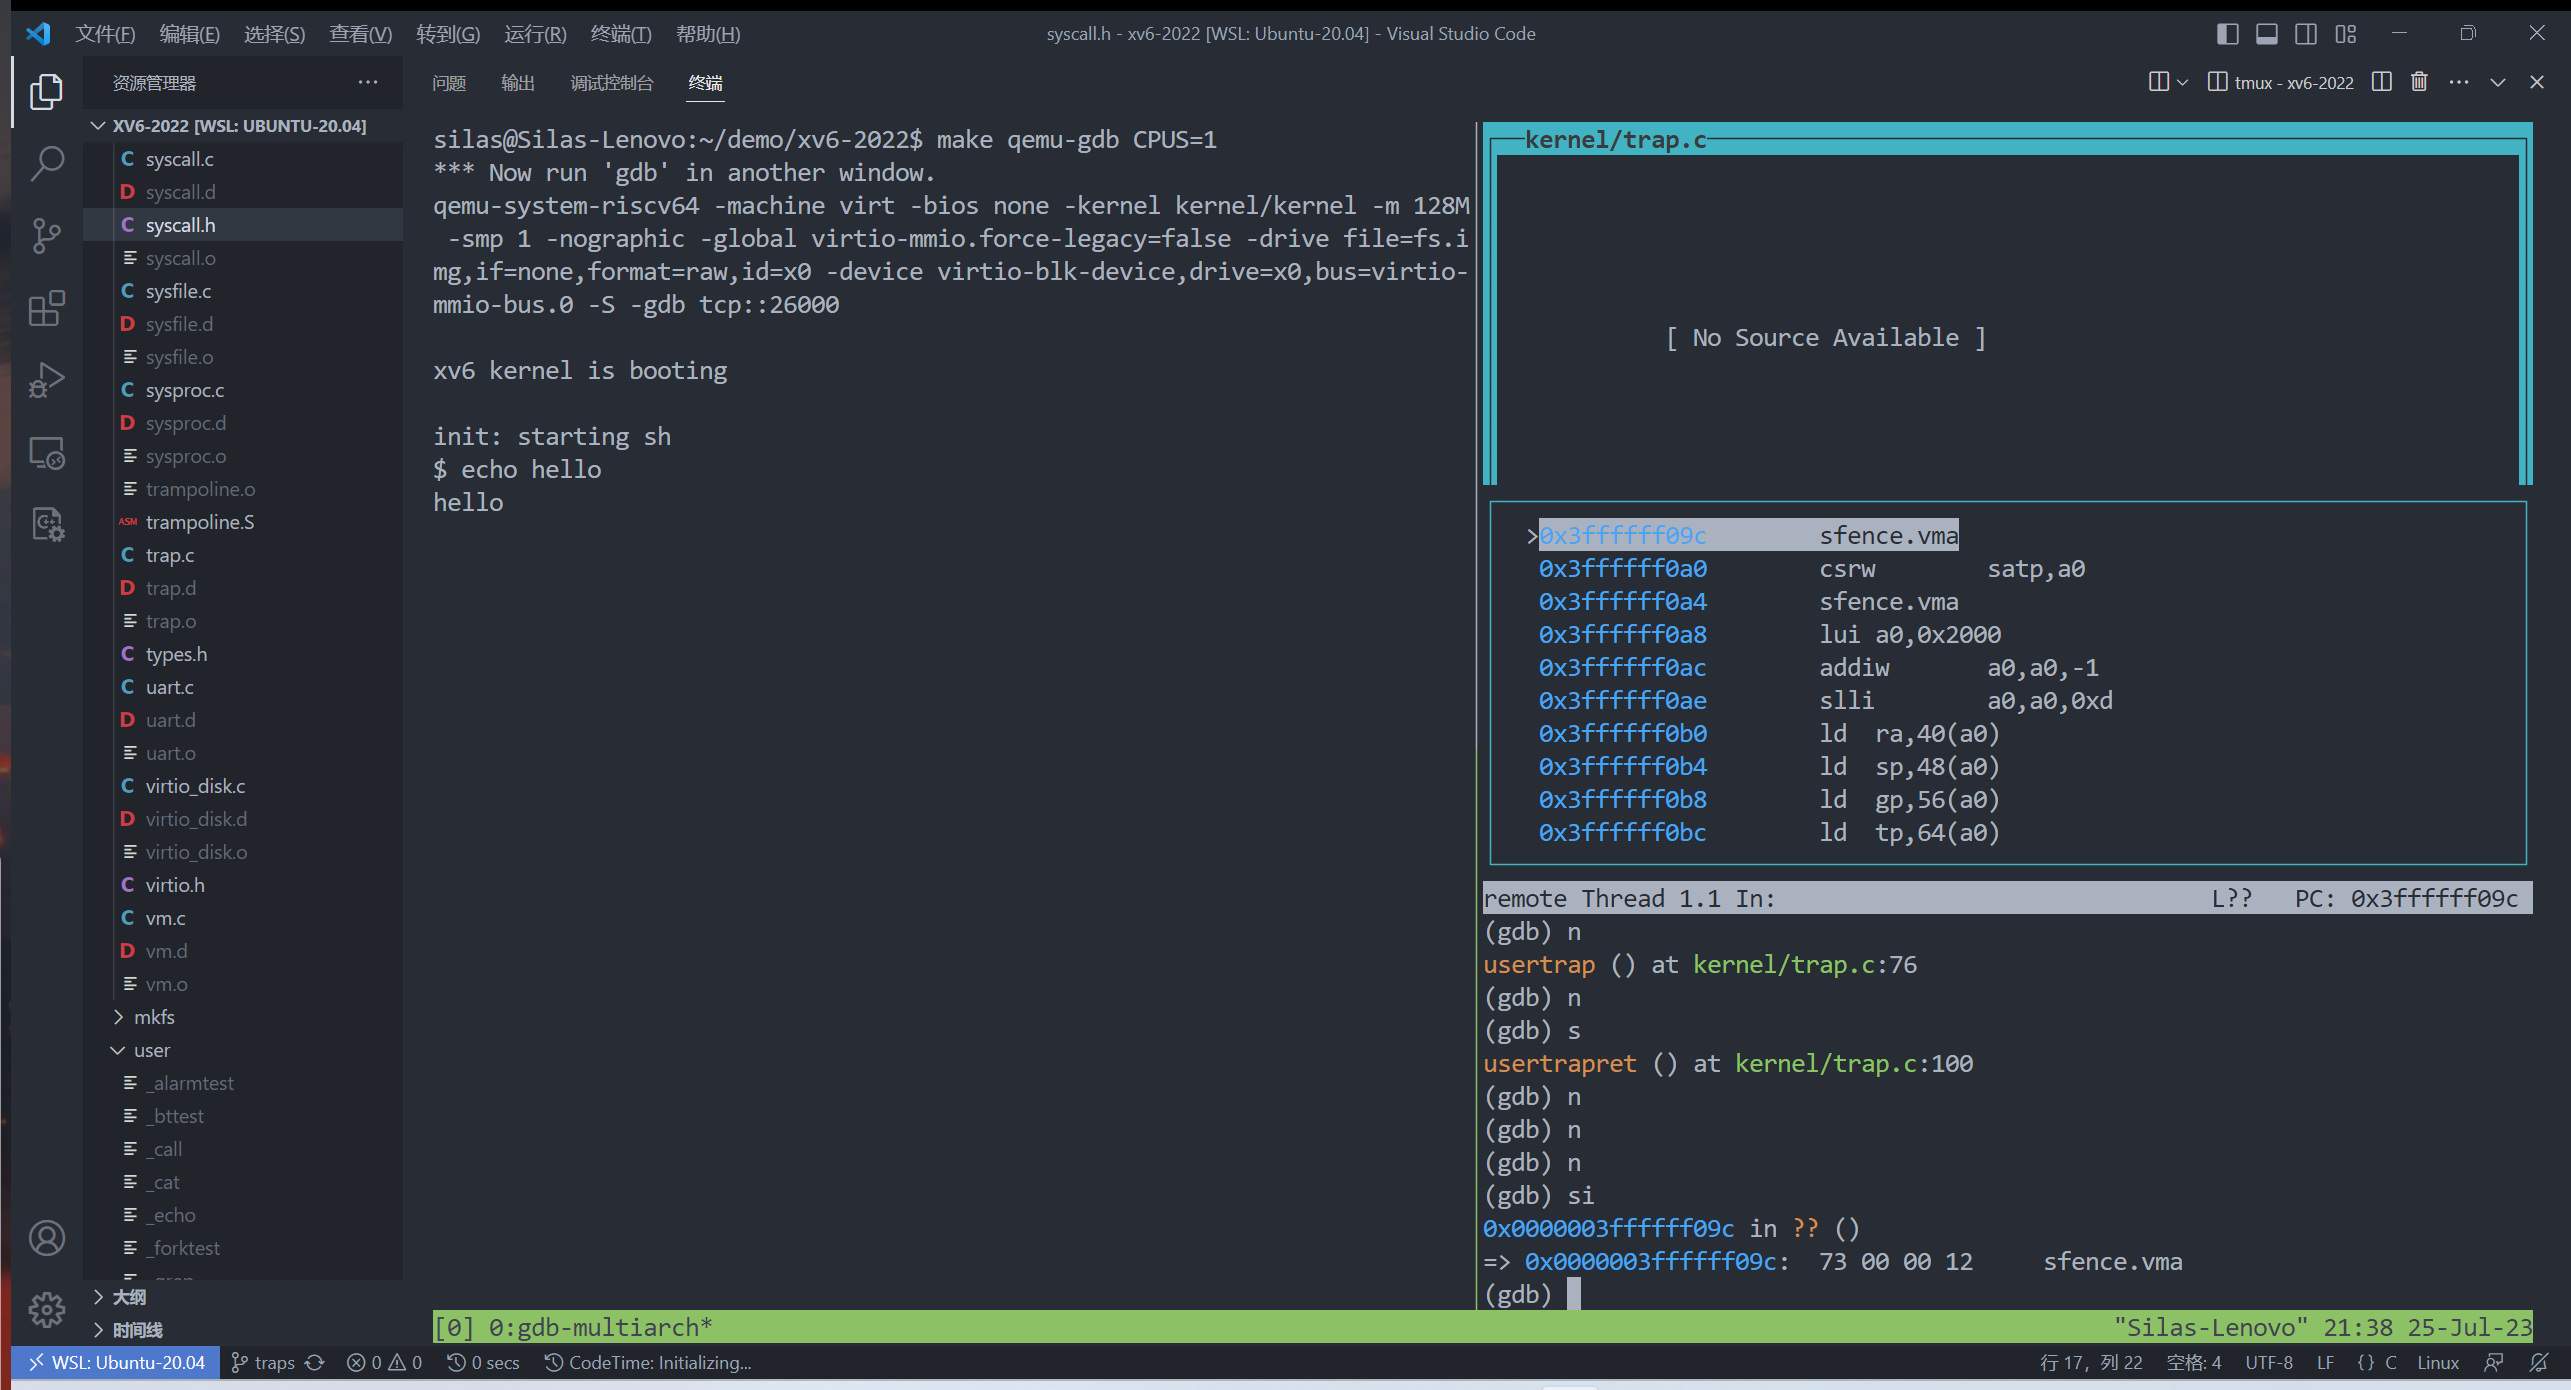 文件(F) 编辑(E) 选择(S) 查看(V) 转到(G) 运行(R) 终端(T) 帮助(H)
syscall.h - xv6-2022 [WSL: Ubuntu-20.04] - Visual Studio Code
资源管理器
XV6-2022 [WSL: UBUNTU-20.04]
C syscall.c
D syscall.d
C syscall.h
syscall.o
C sysfile.c
D sysfile.d
sysfile.o
C sysproc.c
D sysproc.d
sysproc.o
trampoline.o
ASM trampoline.S
C trap.c
D trap.d
trap.o
C types.h
C uart.c
D uart.d
uart.o
C virtio_disk.c
D virtio_disk.d
virtio_disk.o
C virtio.h
C vm.c
D vm.d
vm.o
mkfs
user
_alarmtest
_bttest
_call
_cat
_echo
_forktest
大纲
时间线
问题 输出 调试控制台 终端
tmux - xv6-2022
silas@Silas-Lenovo:~/demo/xv6-2022$ make qemu-gdb CPUS=1
*** Now run 'gdb' in another window.
qemu-system-riscv64 -machine virt -bios none -kernel kernel/kernel -m 128M
-smp 1 -nographic -global virtio-mmio.force-legacy=false -drive file=fs.i
mg,if=none,format=raw,id=x0 -device virtio-blk-device,drive=x0,bus=virtio-
mmio-bus.0 -S -gdb tcp::26000
xv6 kernel is booting
init: starting sh
$ echo hello
hello
kernel/trap.c
[ No Source Available ]
>0x3ffffff09c sfence.vma
0x3ffffff0a0 csrw satp,a0
0x3ffffff0a4 sfence.vma
0x3ffffff0a8 lui a0,0x2000
0x3ffffff0ac addiw a0,a0,-1
0x3ffffff0ae slli a0,a0,0xd
0x3ffffff0b0 ld ra,40(a0)
0x3ffffff0b4 ld sp,48(a0)
0x3ffffff0b8 ld gp,56(a0)
0x3ffffff0bc ld tp,64(a0)
remote Thread 1.1 In: L?? PC: 0x3ffffff09c
(gdb) n
usertrap () at kernel/trap.c:76
(gdb) n
(gdb) s
usertrapret () at kernel/trap.c:100
(gdb) n
(gdb) n
(gdb) n
(gdb) si
0x0000003ffffff09c in ?? ()
=> 0x0000003ffffff09c: 73 00 00 12 sfence.vma
(gdb)
[0] 0:gdb-multiarch* "Silas-Lenovo" 21:38 25-Jul-23
WSL: Ubuntu-20.04 traps 0 0 0 secs CodeTime: Initializing... 行 17，列 22 空格: 4 UTF-8 LF {} C Linux